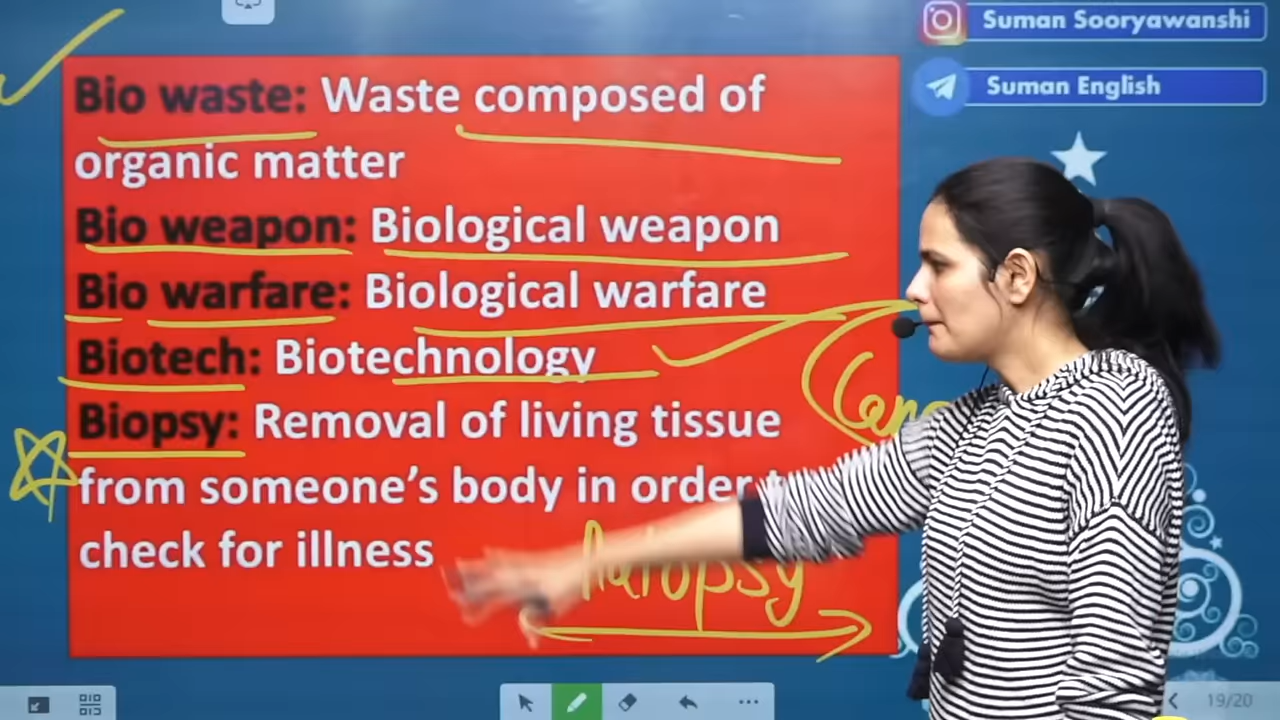 Suman Sooryawanshi
Suman English
Bio waste: Waste composed of
organic matter
Bio weapon: Biological weapon
Bio warfare: Biological warfare
Biotech: Biotechnology
Biopsy: Removal of living tissue
from someone's body in order
check for illness
19/20